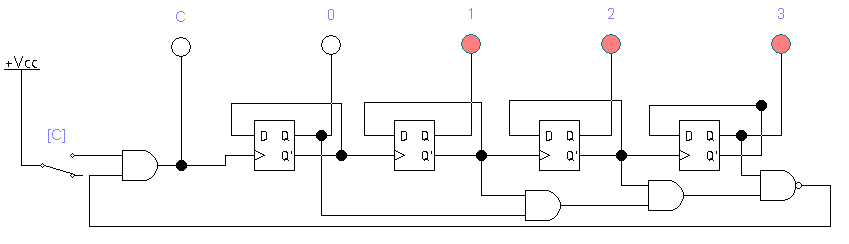 C 0 1 2 3
+Vcc
[C]
D Q D Q D Q D Q
Q' Q' Q' Q'